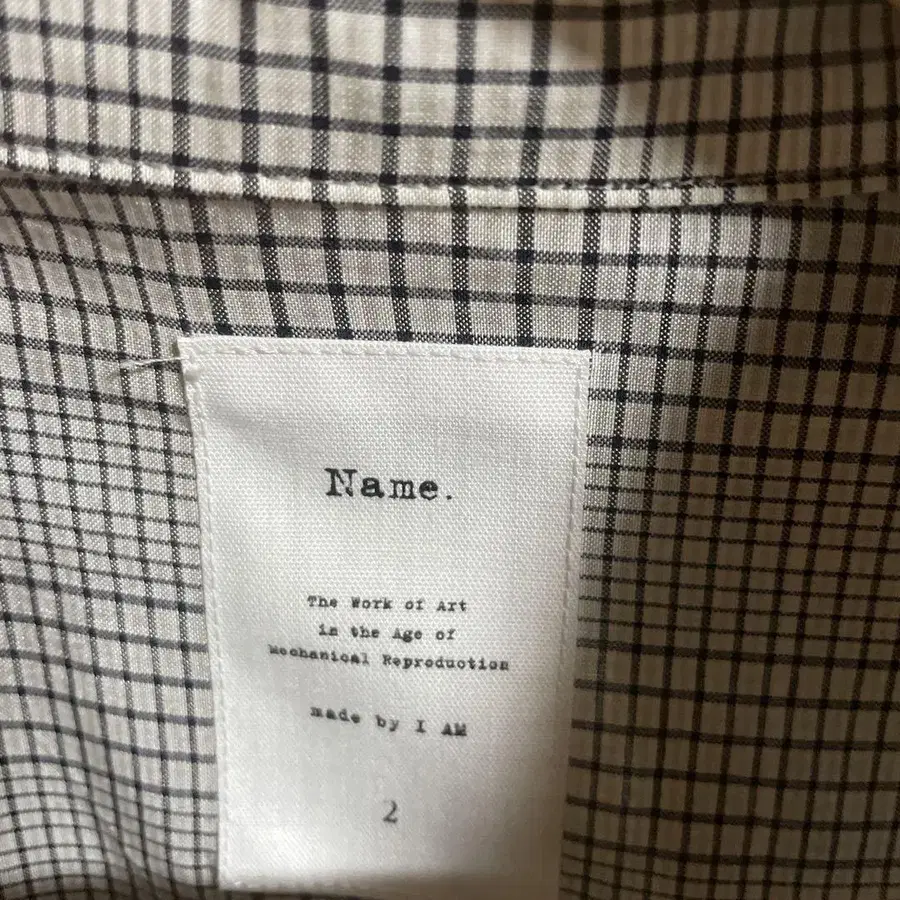 Name.
The Work of Art
in the Age of
Mechanical Reproduction
made by I AM
2